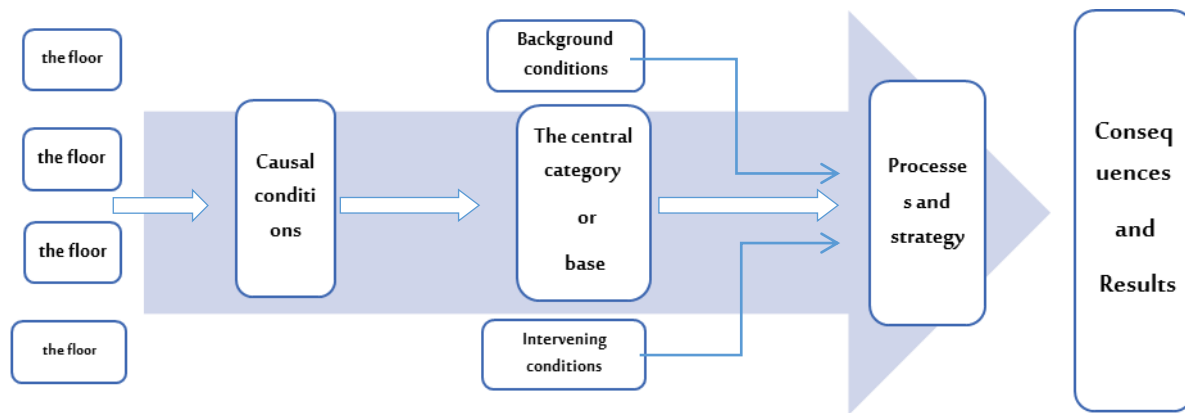 the floor
the floor
the floor
the floor
Causal
conditi
ons
Background
conditions
The central
category
or
base
Intervening
conditions
Processe
s and
strategy
Conseq
uences
and
Results